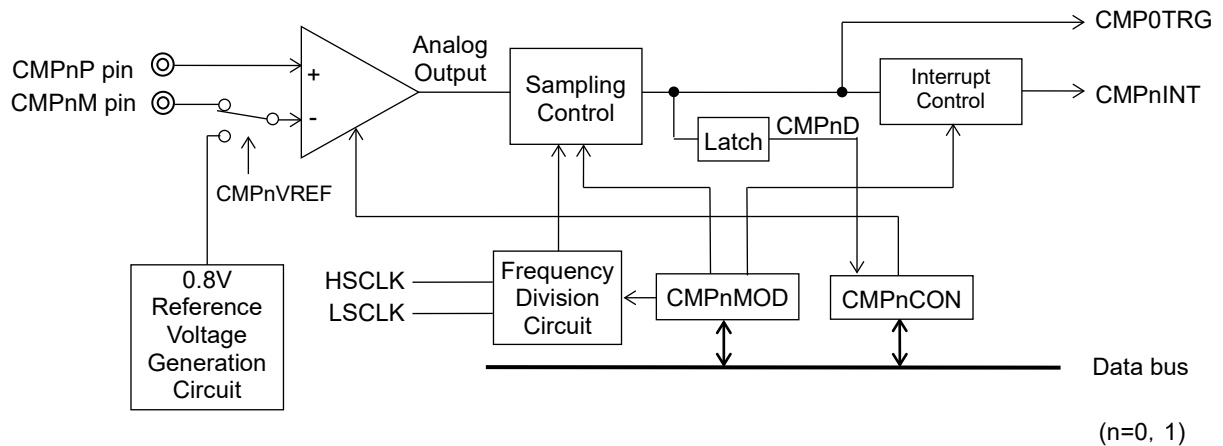 CMP0TRG
Analog
Output
CMPnP pin
+
Sampling
Control
Interrupt
Control
CMPnINT
CMPnM pin
-
CMPnD
Latch
CMPnVREF
0.8V
Reference
Voltage
Generation
Circuit
HSCLK
LSCLK
Frequency
Division
Circuit
CMPnMOD
CMPnCON
Data bus
(n=0, 1)